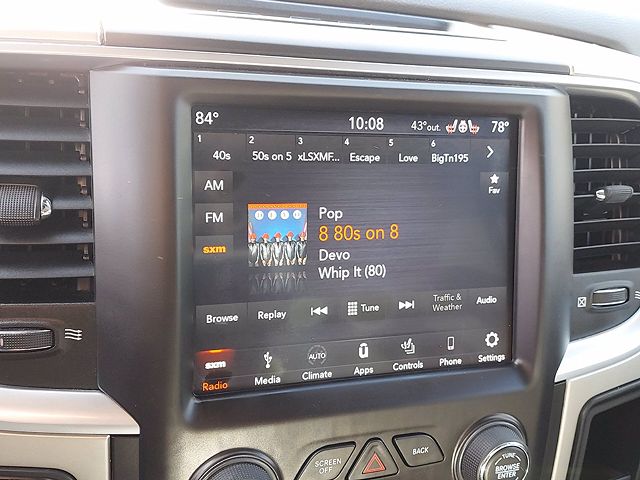 84° 10:08 43°out. 78°
1 40s 2 50s on 5 3 xLSXMF... 4 Escape 5 Love 6 BigTn195
AM
Fav
FM
Pop
8 80s on 8
sxm
Devo
Whip It (80)
Browse Replay Tune Traffic & Weather Audio
sxm AUTO
Radio Media Climate Apps Controls Phone Settings
SCREEN OFF
BACK
TUNE
BROWSE
ENTER